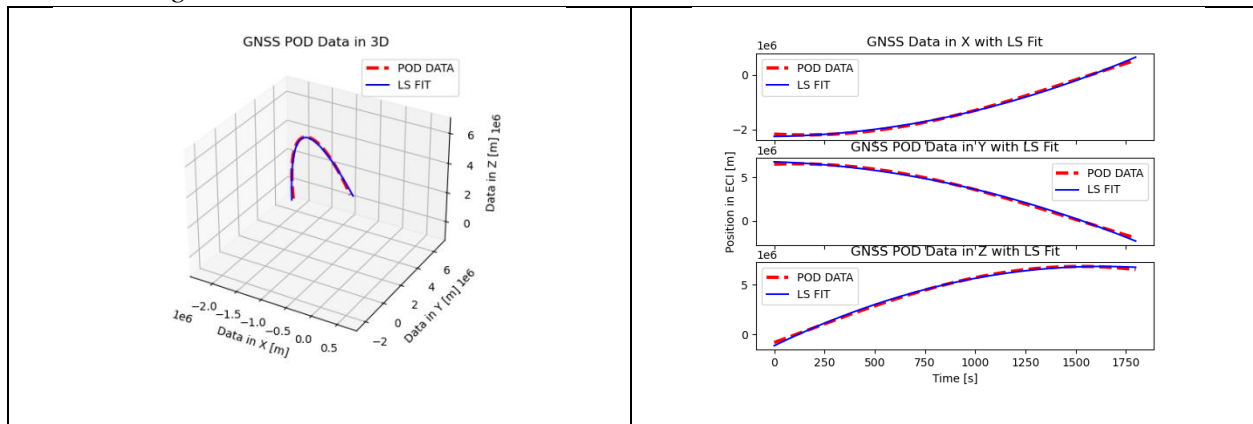 GNSS POD Data in 3D
POD DATA
LS FIT
1e6
6
4
2
0
Data in Z [m]
1e6
6
4
2
0
−2
Data in Y [m]
1e6
−2.0
−1.5
−1.0
−0.5
0.0
0.5
Data in X [m]
1e6
GNSS Data in X with LS Fit
POD DATA
LS FIT
0
−2
1e6
GNSS POD Data in Y with LS Fit
POD DATA
LS FIT
5
0
Position in ECI [m]
1e6
GNSS POD Data in Z with LS Fit
POD DATA
LS FIT
5
0
0 250 500 750 1000 1250 1500 1750
Time [s]